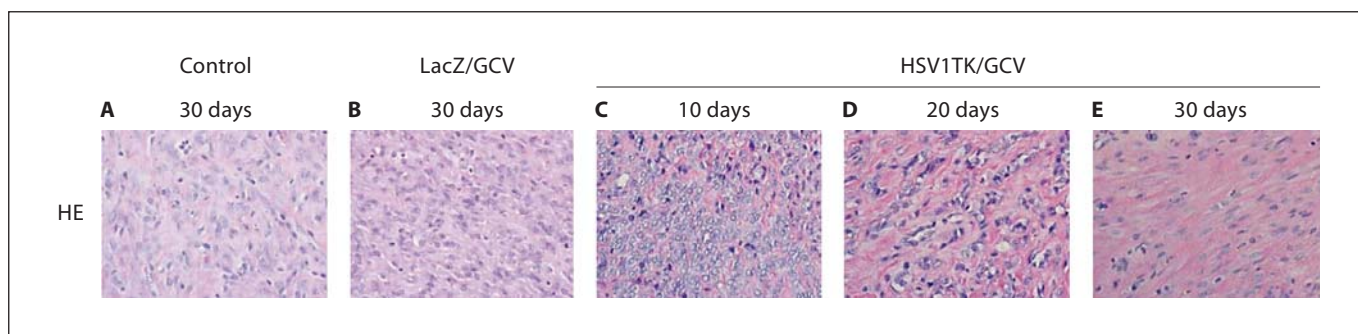 Control LacZ/GCV HSV1TK/GCV
A 30 days B 30 days C 10 days D 20 days E 30 days
HE